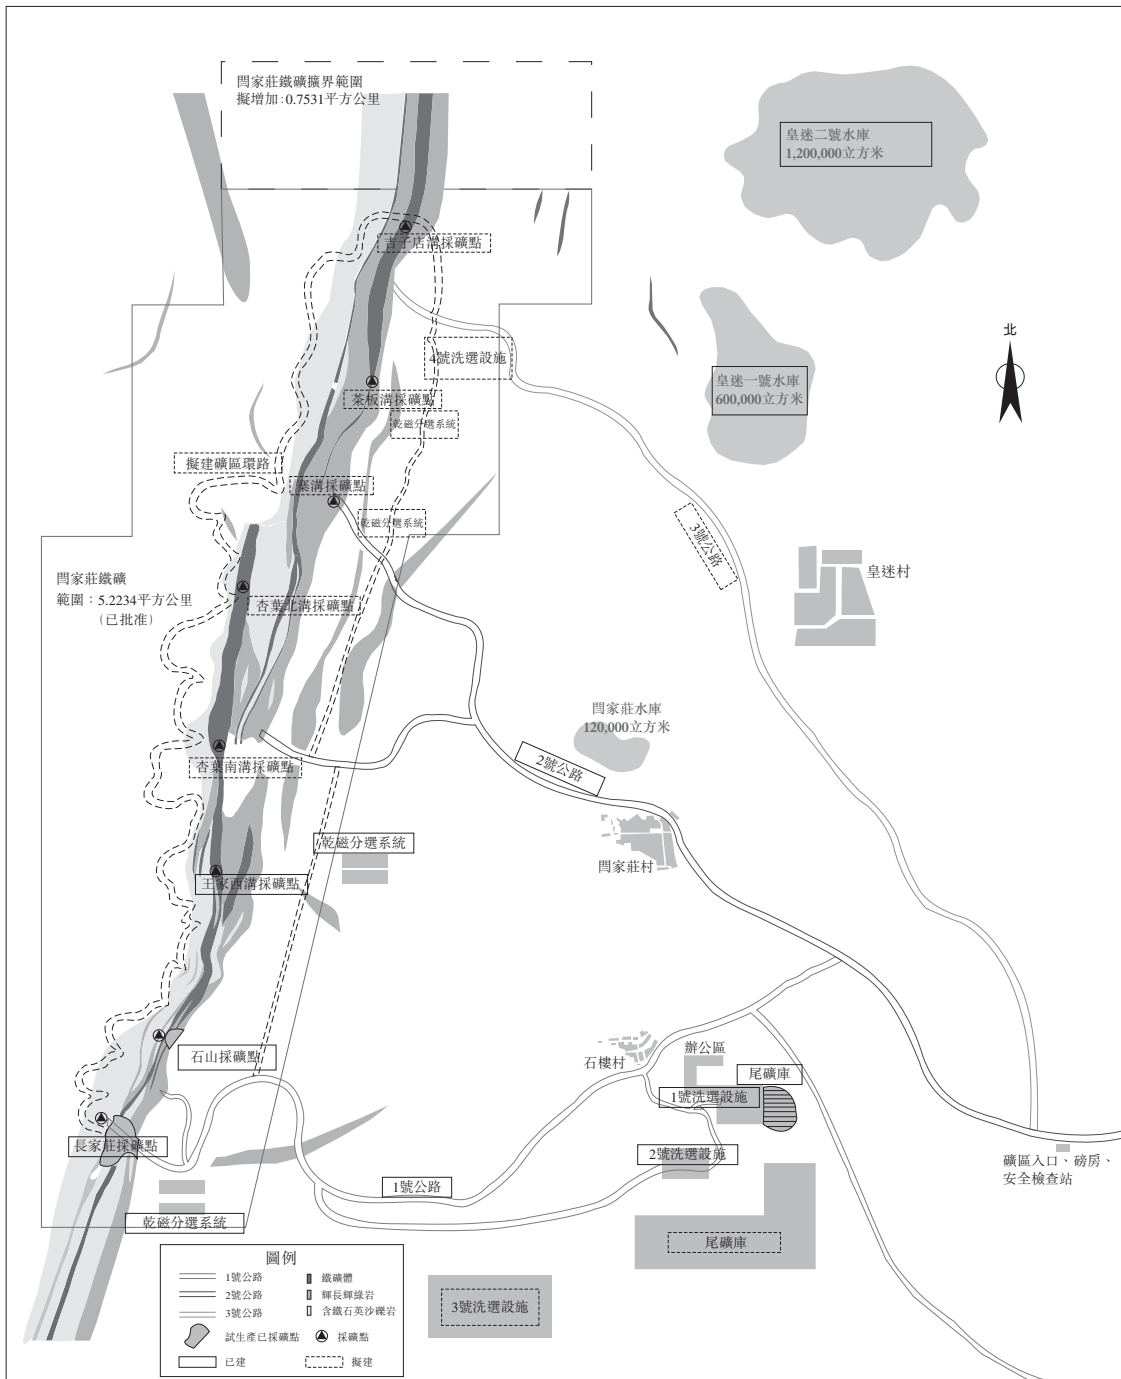 閆家莊鐵礦擴界範圍
擬增加:0.7531平方公里
皇迷二號水庫
1,200,000立方米
吉子店溝採礦點
北
4號洗選設施
皇迷一號水庫
600,000立方米
茶板溝採礦點
乾磁分選系統
擬建礦區環路
寨溝採礦點
乾磁分選系統
3號公路
皇迷村
閆家莊鐵礦
範圍：5.2234平方公里
(已批准)
杏葉北溝採礦點
閆家莊水庫
120,000立方米
杏葉南溝採礦點
2號公路
乾磁分選系統
閆家莊村
王家西溝採礦點
石山採礦點
石樓村
辦公區
尾礦庫
1號洗選設施
長家莊採礦點
2號洗選設施
礦區入口、磅房、
安全檢查站
1號公路
乾磁分選系統
尾礦庫
圖例
1號公路
鐵礦體
2號公路
輝長輝綠岩
3號公路
含鐵石英沙礫岩
試生產已採礦點
採礦點
已建
擬建
3號洗選設施